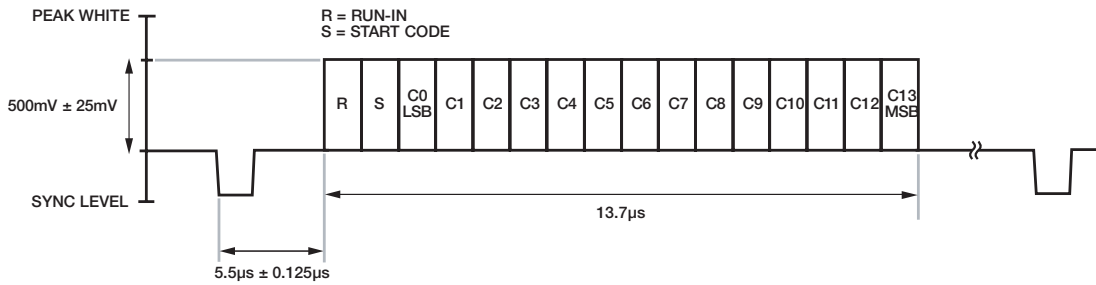 PEAK WHITE
R = RUN-IN
S = START CODE
500mV ± 25mV
R
S
C0
LSB
C1
C2
C3
C4
C5
C6
C7
C8
C9
C10
C11
C12
C13
MSB
SYNC LEVEL
13.7µs
5.5µs ± 0.125µs